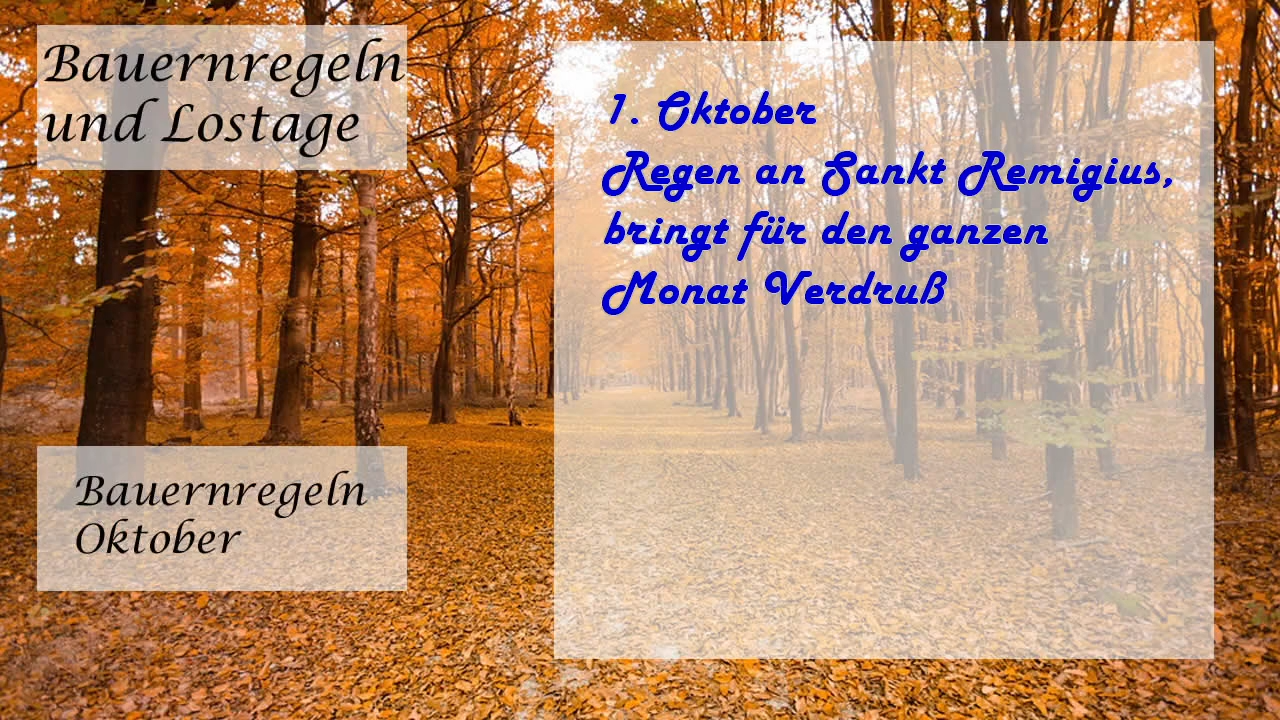 Bauernregeln
und Lostage
1. Oktober
Regen an Sankt Remigius,
bringt für den ganzen
Monat Verdruß
Bauernregeln
Oktober